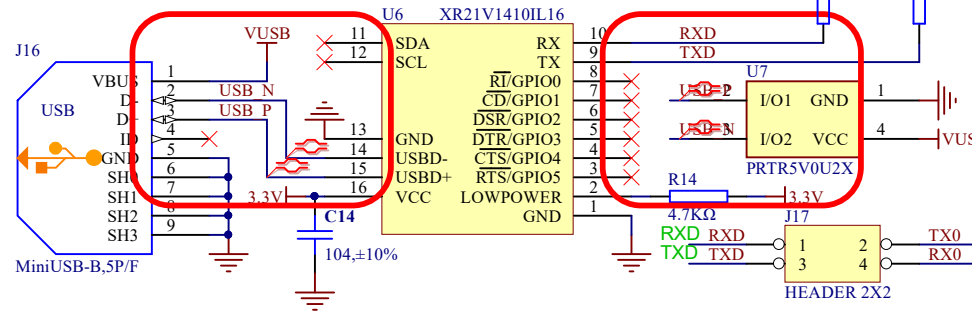 U6
XR21V1410IL16
J16
USB
VBUS
D-
D+
ID
GND
SH0
SH1
SH2
SH3
1
2
3
4
5
6
7
8
9
MiniUSB-B,5P/F
VUSB
USB_N
USB_P
3.3V
C14
104,±10%
11
12
13
14
15
16
SDA
SCL
GND
USBD-
USBD+
VCC
RX
TX
RI/GPIO0
CD/GPIO1
DSR/GPIO2
DTR/GPIO3
CTS/GPIO4
RTS/GPIO5
LOWPOWER
GND
10
9
8
7
6
5
4
3
2
1
RXD
TXD
U7
USB_P
USB_N
I/O1
I/O2
GND
VCC
1
4
PRTR5V0U2X
R14
4.7KΩ
3.3V
J17
RXD
TXD
RXD
TXD
1
2
3
4
TX0
RX0
HEADER 2X2